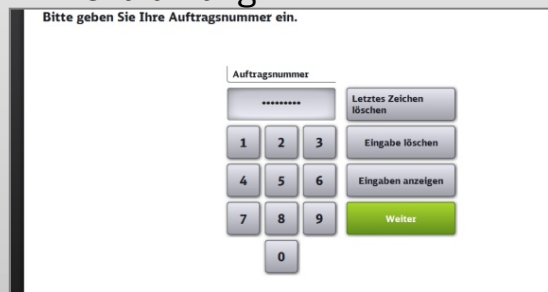 Bitte geben Sie Ihre Auftragsnummer ein.
Auftragsnummer
•••••••••
Letztes Zeichen
löschen
1 2 3 Eingabe löschen
4 5 6 Eingaben anzeigen
7 8 9 Weiter
0